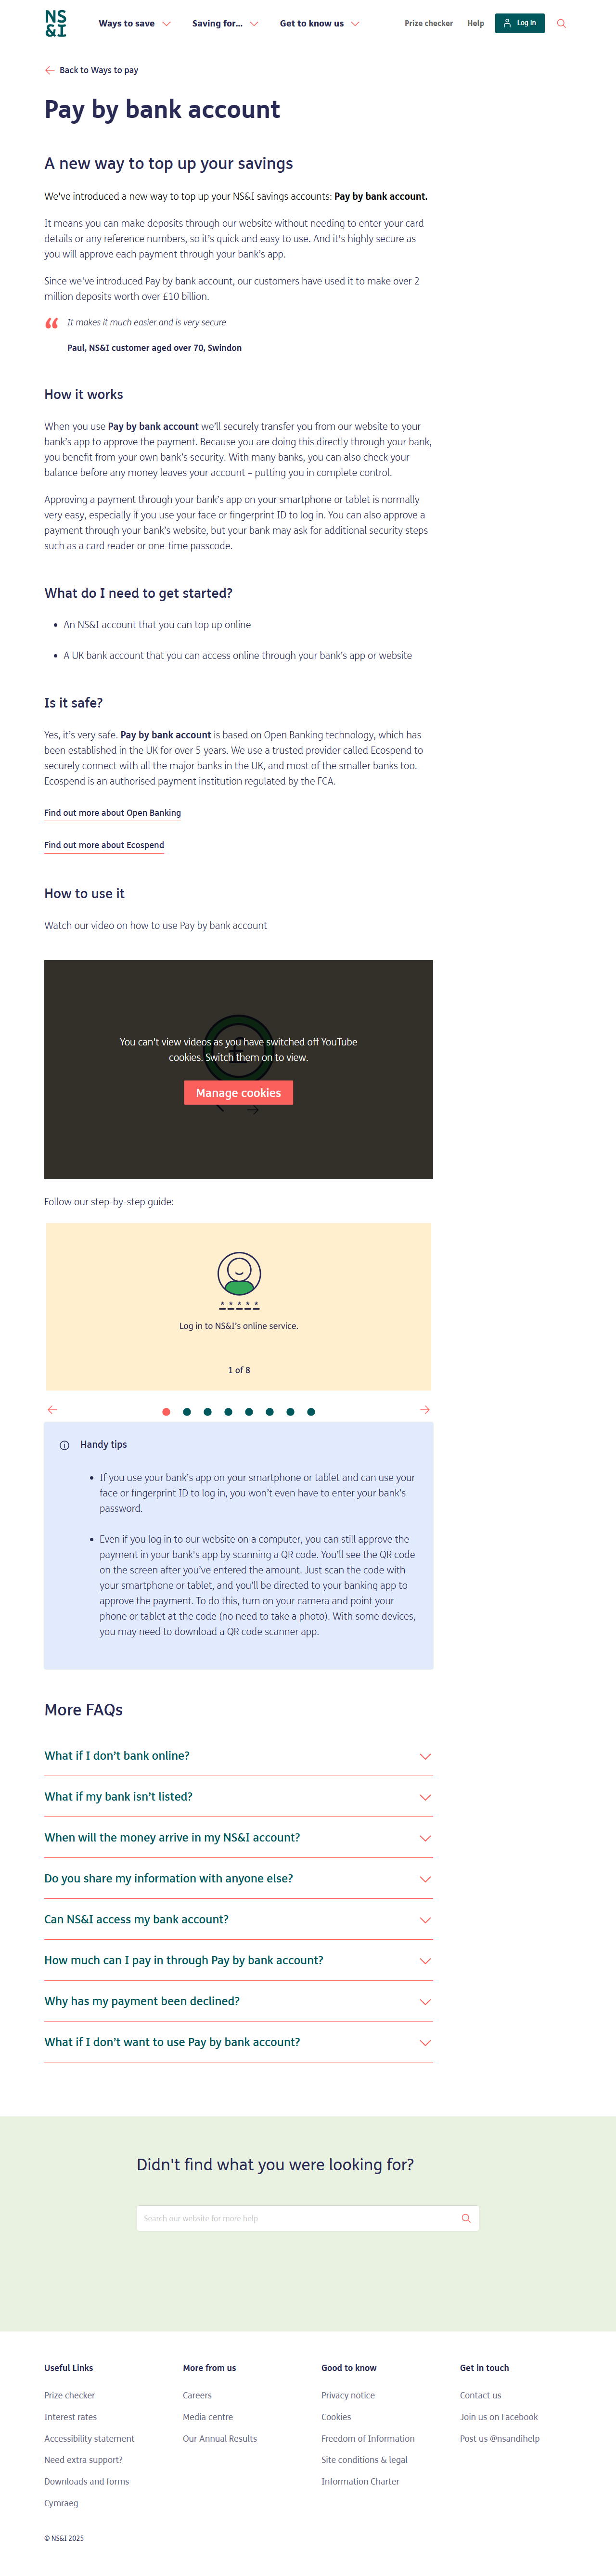 NS
&I
Ways to save
Saving for...
Get to know us
Prize checker
Help
Log in
Back to Ways to pay
Pay by bank account
A new way to top up your savings
We've introduced a new way to top up your NS&I savings accounts: Pay by bank account.
It means you can make deposits through our website without needing to enter your card
details or any reference numbers, so it's quick and easy to use. And it's highly secure as
you will approve each payment through your bank's app.
Since we've introduced Pay by bank account, our customers have used it to make over 2
million deposits worth over £10 billion.
It makes it much easier and is very secure
Paul, NS&I customer aged over 70, Swindon
How it works
When you use Pay by bank account we'll securely transfer you from our website to your
bank's app to approve the payment. Because you are doing this directly through your bank,
you benefit from your own bank's security. With many banks, you can also check your
balance before any money leaves your account – putting you in complete control.
Approving a payment through your bank's app on your smartphone or tablet is normally
very easy, especially if you use your face or fingerprint ID to log in. You can also approve a
payment through your bank's website, but your bank may ask for additional security steps
such as a card reader or one-time passcode.
What do I need to get started?
• An NS&I account that you can top up online
• A UK bank account that you can access online through your bank's app or website
Is it safe?
Yes, it's very safe. Pay by bank account is based on Open Banking technology, which has
been established in the UK for over 5 years. We use a trusted provider called Ecospend to
securely connect with all the major banks in the UK, and most of the smaller banks too.
Ecospend is an authorised payment institution regulated by the FCA.
Find out more about Open Banking
Find out more about Ecospend
How to use it
Watch our video on how to use Pay by bank account
You can't view videos as you have switched off YouTube
cookies. Switch them on to view.
Manage cookies
Follow our step-by-step guide:
Log in to NS&I's online service.
1 of 8
Handy tips
• If you use your bank's app on your smartphone or tablet and can use your
face or fingerprint ID to log in, you won't even have to enter your bank's
password.
• Even if you log in to our website on a computer, you can still approve the
payment in your bank's app by scanning a QR code. You'll see the QR code
on the screen after you've entered the amount. Just scan the code with
your smartphone or tablet, and you'll be directed to your banking app to
approve the payment. To do this, turn on your camera and point your
phone or tablet at the code (no need to take a photo). With some devices,
you may need to download a QR code scanner app.
More FAQs
What if I don't bank online?
What if my bank isn't listed?
When will the money arrive in my NS&I account?
Do you share my information with anyone else?
Can NS&I access my bank account?
How much can I pay in through Pay by bank account?
Why has my payment been declined?
What if I don't want to use Pay by bank account?
Didn't find what you were looking for?
Search our website for more help
Useful Links
Prize checker
Interest rates
Accessibility statement
Need extra support?
Downloads and forms
Cymraeg
More from us
Careers
Media centre
Our Annual Results
Good to know
Privacy notice
Cookies
Freedom of Information
Site conditions & legal
Information Charter
Get in touch
Contact us
Join us on Facebook
Post us @nsandihelp
© NS&I 2025